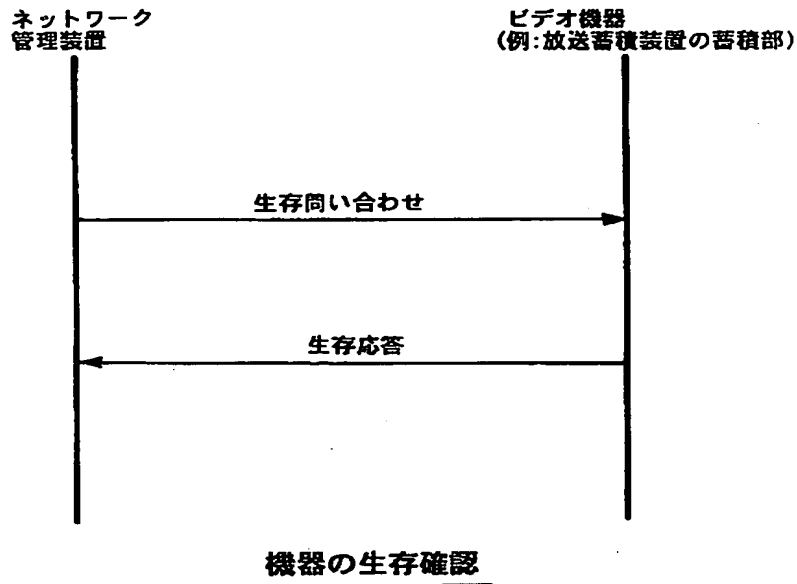 ネットワーク
管理装置
ビデオ機器
(例:放送蓄積装置の蓄積部)
生存問い合わせ
生存応答
機器の生存確認